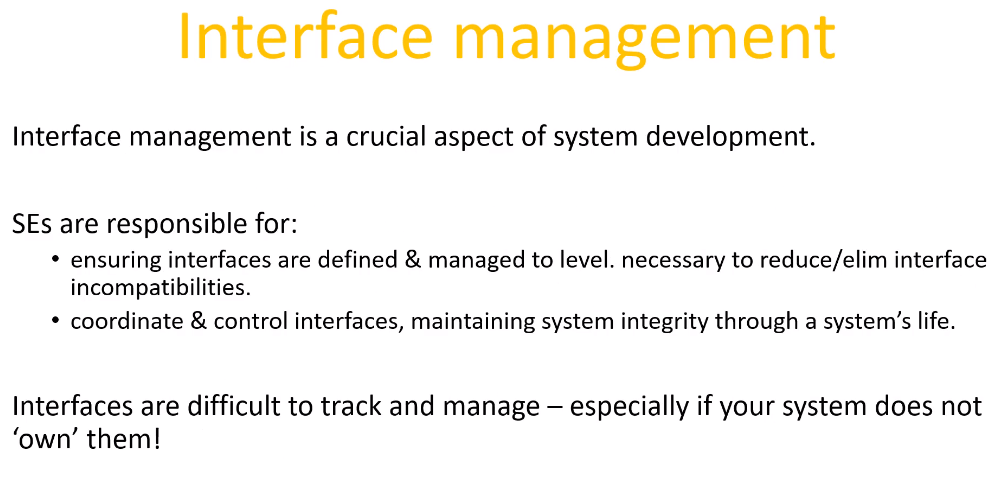 Interface management
Interface management is a crucial aspect of system development.
SEs are responsible for:
• ensuring interfaces are defined & managed to level. necessary to reduce/elim interface
incompatibilities.
• coordinate & control interfaces, maintaining system integrity through a system’s life.
Interfaces are difficult to track and manage – especially if your system does not
‘own’ them!